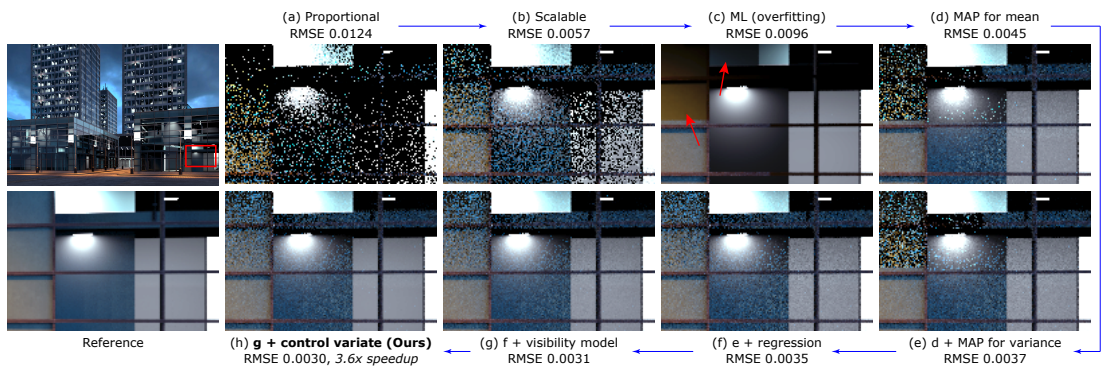 (a) Proportional
RMSE 0.0124
(b) Scalable
RMSE 0.0057
(c) ML (overfitting)
RMSE 0.0096
(d) MAP for mean
RMSE 0.0045
Reference
(h) g + control variate (Ours)
RMSE 0.0030, 3.6x speedup
(g) f + visibility model
RMSE 0.0031
(f) e + regression
RMSE 0.0035
(e) d + MAP for variance
RMSE 0.0037